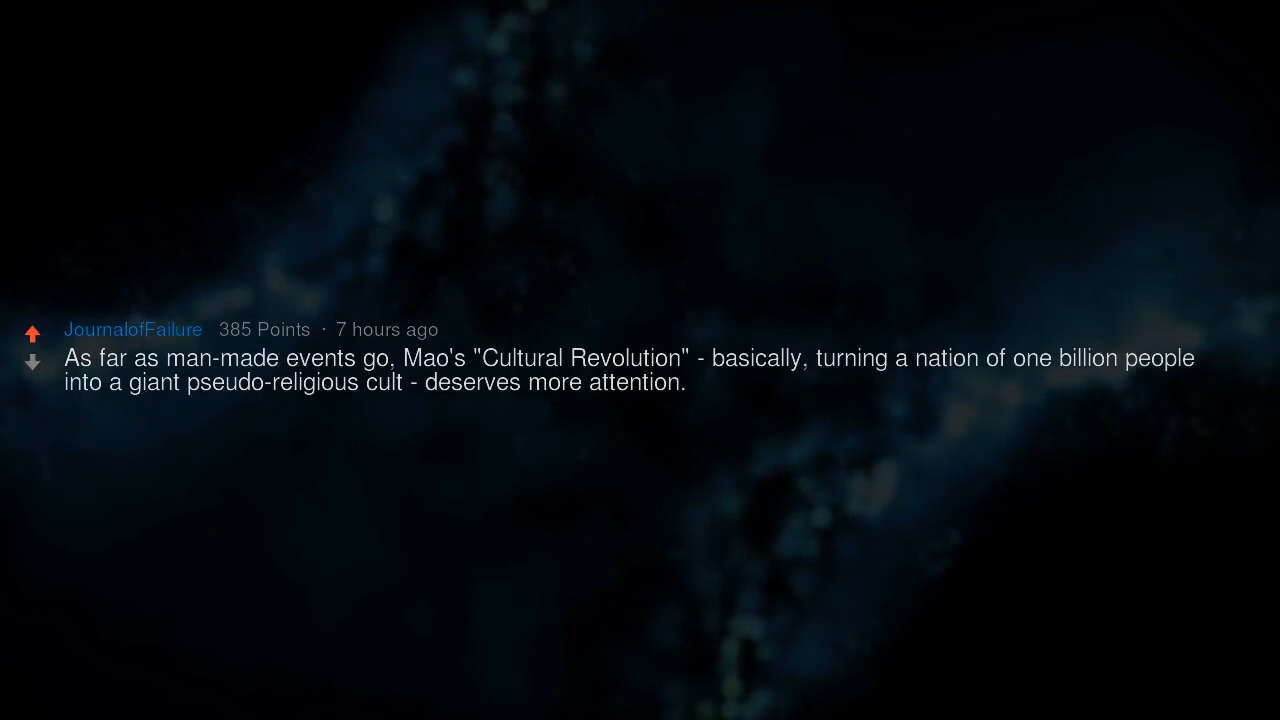 JournalofFailure 385 Points · 7 hours ago
As far as man-made events go, Mao's "Cultural Revolution" - basically, turning a nation of one billion people
into a giant pseudo-religious cult - deserves more attention.